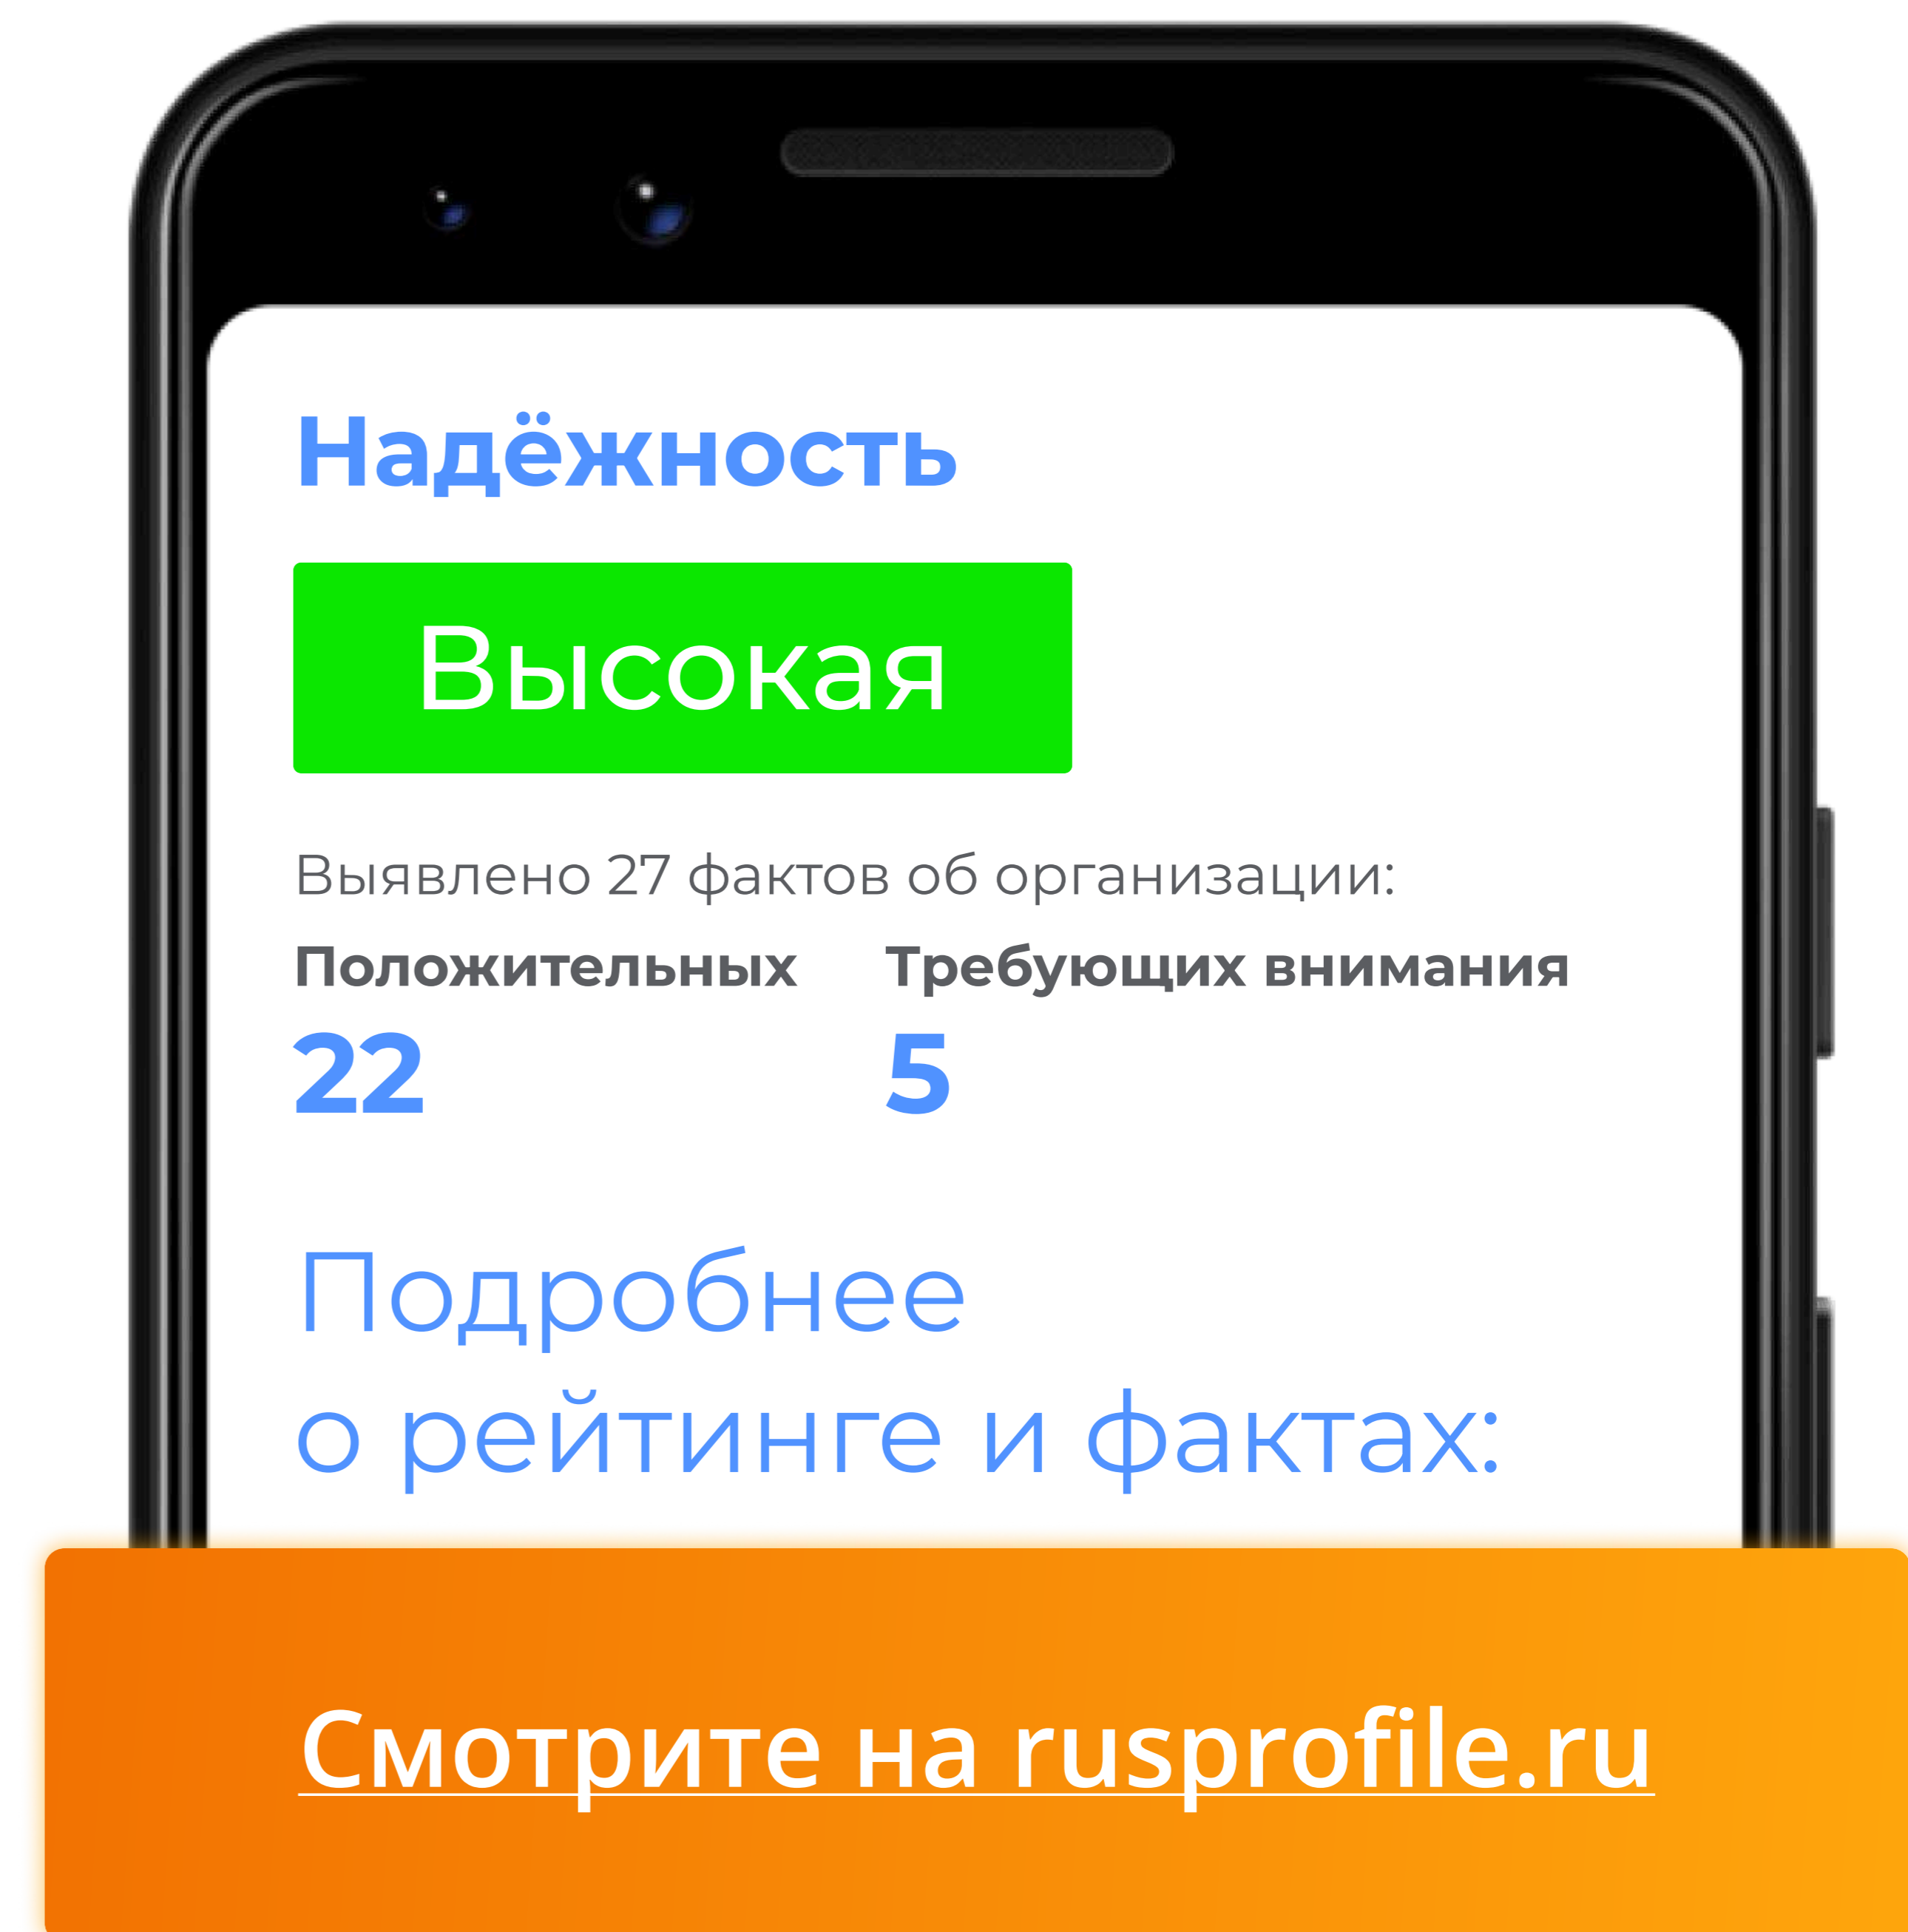 Надёжность
Высокая
Выявлено 27 фактов об организации:
Положительных Требующих внимания
22 5
Подробнее
о рейтинге и фактах:
Смотрите на rusprofile.ru